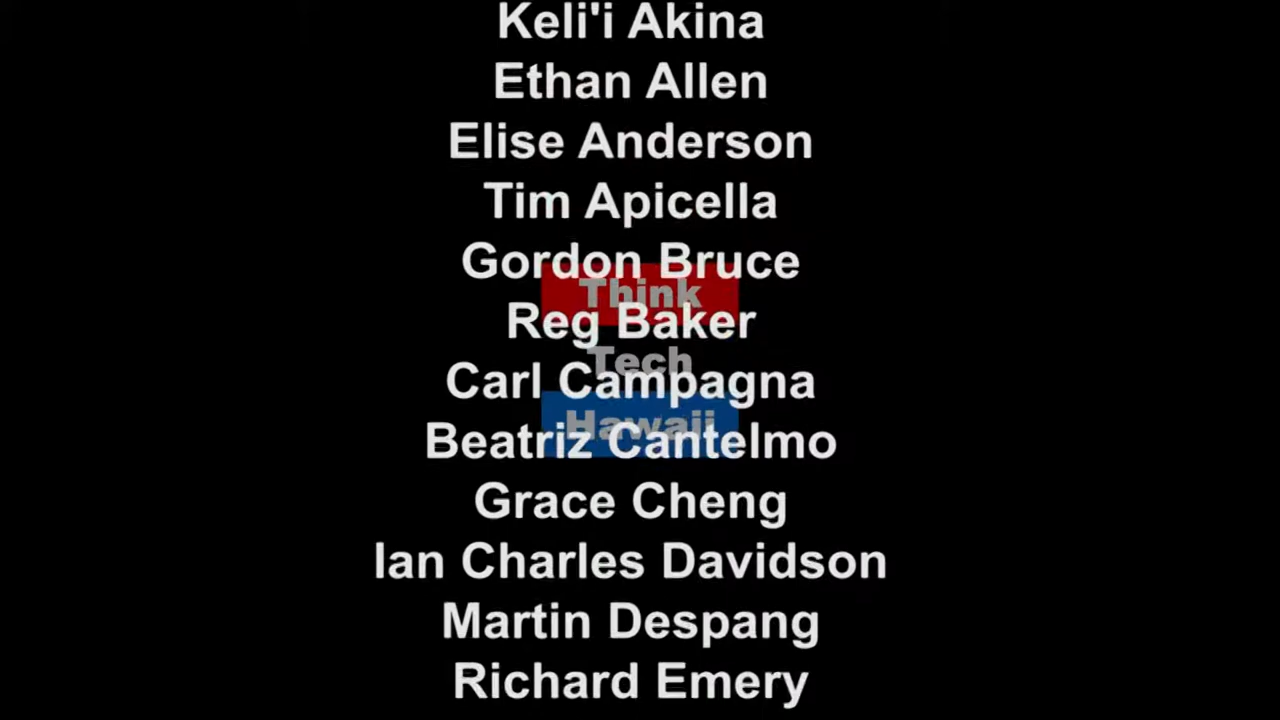 Keli'i Akina
Ethan Allen
Elise Anderson
Tim Apicella
Gordon Bruce
Think
Reg Baker
Tech
Carl Campagna
Hawaii
Beatriz Cantelmo
Grace Cheng
Ian Charles Davidson
Martin Despang
Richard Emery